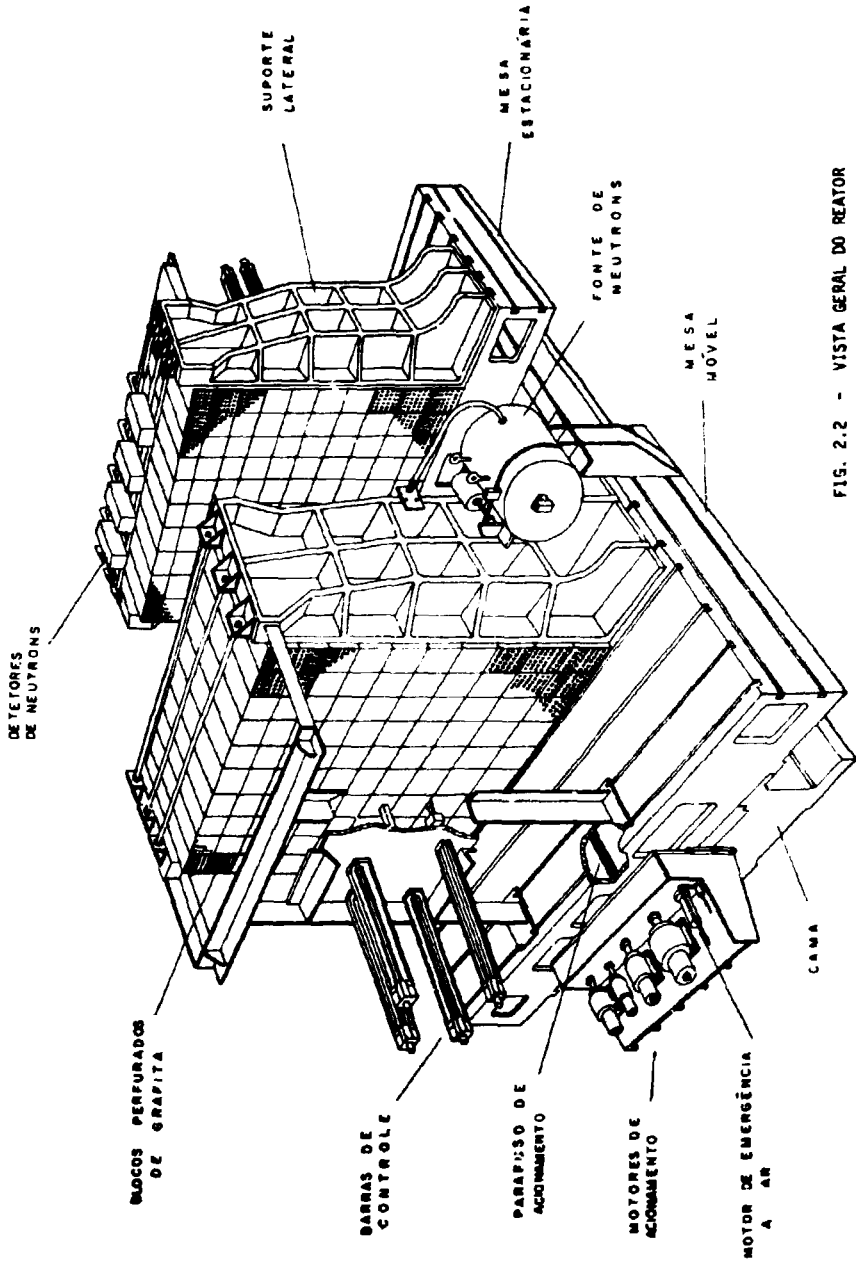 DETETORES
DE NEUTRONS
SUPORTE
LATERAL
MESA
ESTACIONÁRIA
FONTE DE
NEUTRONS
MESA
MÓVEL
BLOCOS PERFURADOS
DE GRAFITA
BARRAS DE
CONTROLE
PARAFUSO DE
ACIONAMENTO
MOTORES DE
ACIONAMENTO
MOTOR DE EMERGÊNCIA
A AR
CAMA
FIG. 2.2 - VISTA GERAL DO REATOR